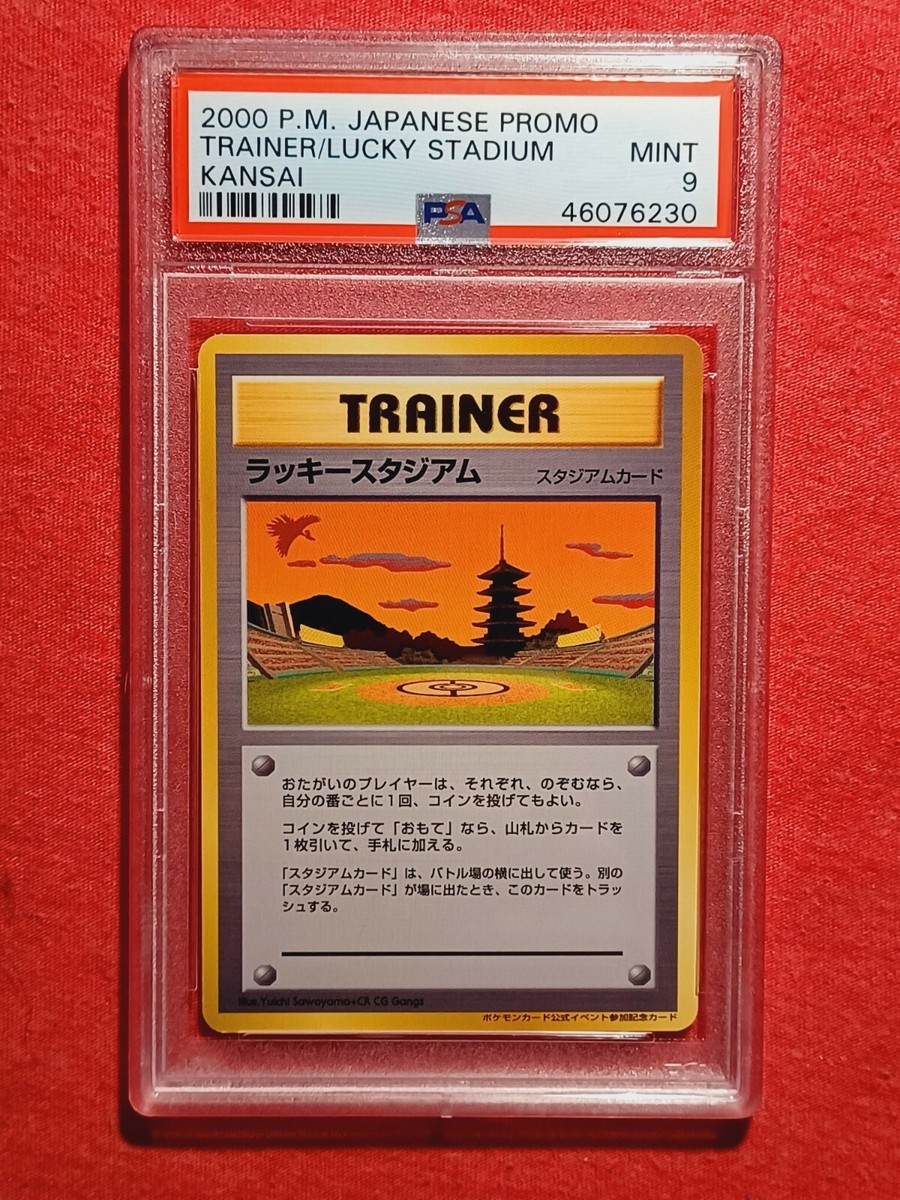 2000 P.M. JAPANESE PROMO
TRAINER/LUCKY STADIUM MINT
KANSAI 9
PSA 46076230
TRAINER
ラッキースタジアム スタジアムカード
おたがいのプレイヤーは、それぞれ、のぞむなら、
自分の番ごとに1回、コインを投げてもよい。
コインを投げて「おもて」なら、山札からカードを
1枚引いて、手札に加える。
「スタジアムカード」は、バトル場の横に出して使う。別の
「スタジアムカード」が場に出たとき、このカードをトラッ
シュする。
Illus.Yuichi Sawayama+CR CG Gangs
ポケモンカード公式イベント参加記念カード